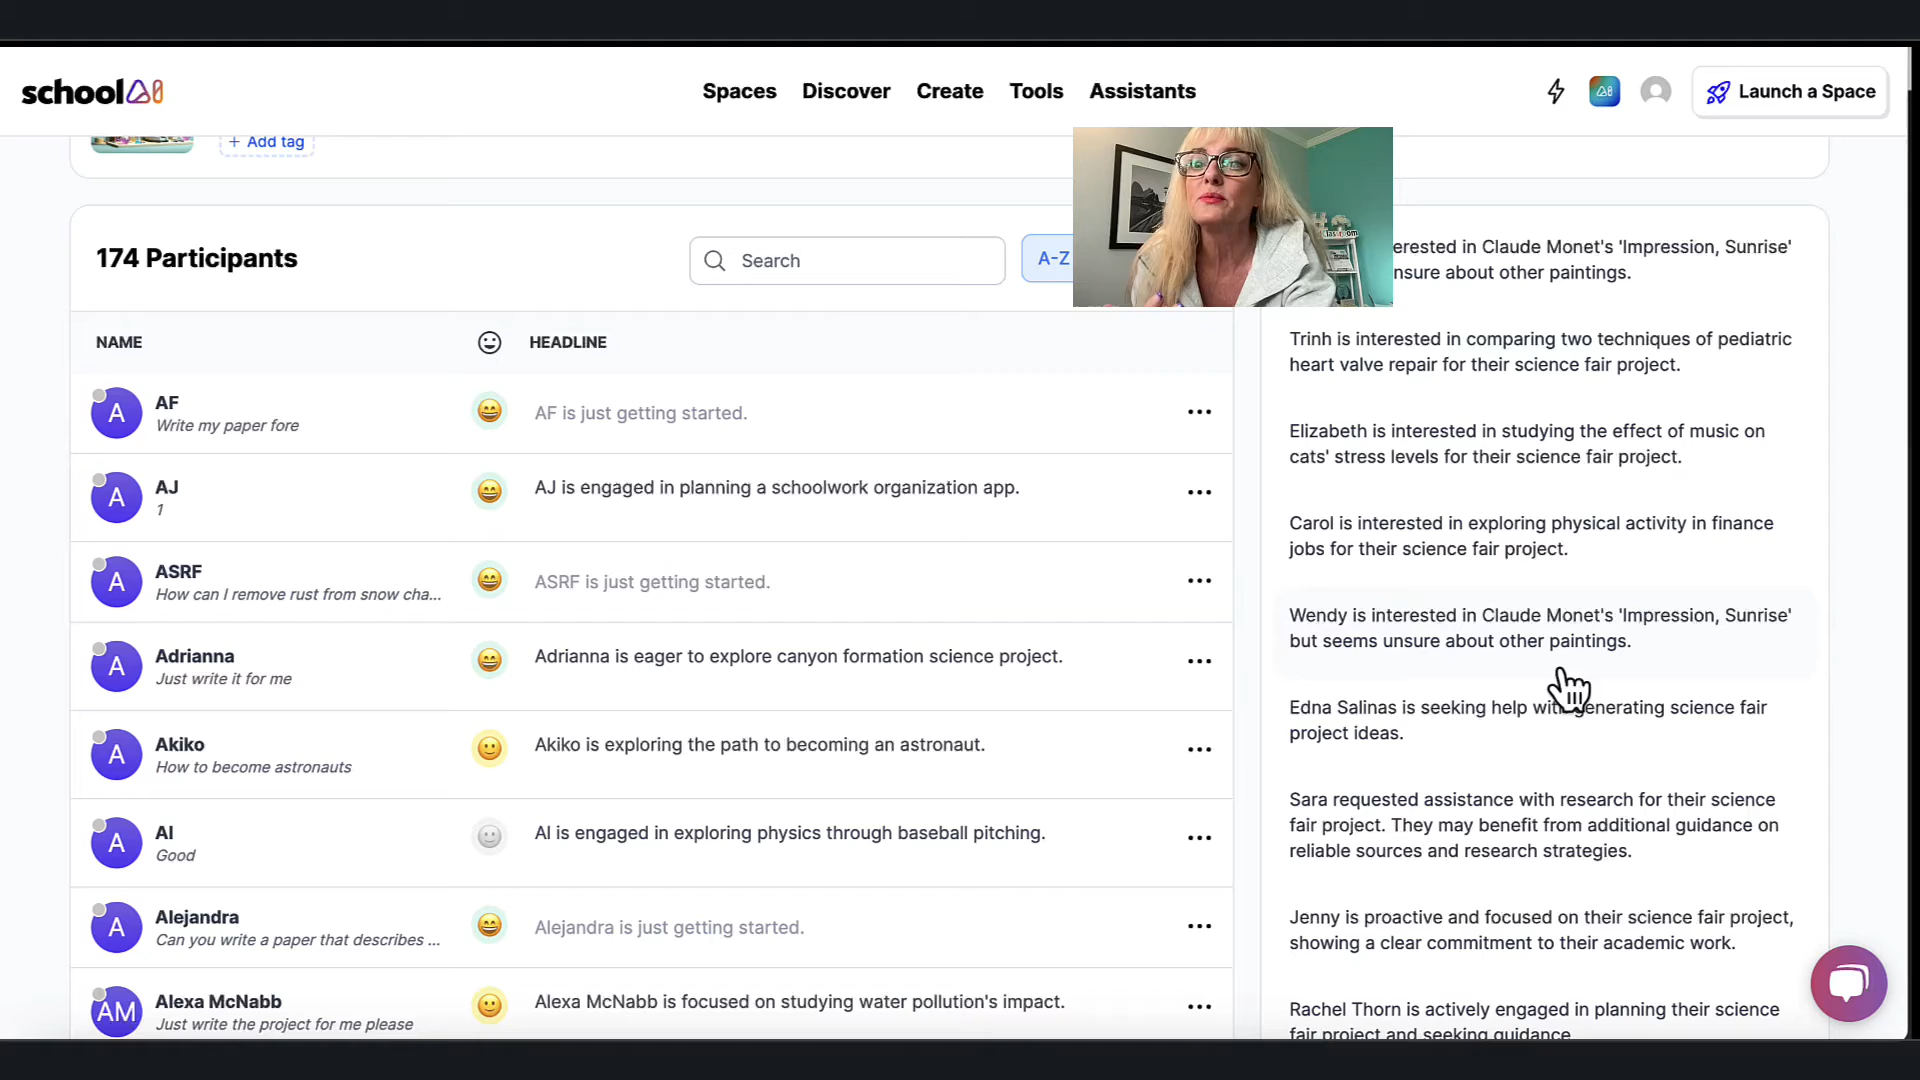 schoolAI
Spaces Discover Create Tools Assistants
Launch a Space
+ Add tag
174 Participants
Search
A-Z
NAME
HEADLINE
A
AF
Write my paper fore
AF is just getting started.
A
AJ
1
AJ is engaged in planning a schoolwork organization app.
A
ASRF
How can I remove rust from snow cha...
ASRF is just getting started.
A
Adrianna
Just write it for me
Adrianna is eager to explore canyon formation science project.
A
Akiko
How to become astronauts
Akiko is exploring the path to becoming an astronaut.
A
AI
Good
AI is engaged in exploring physics through baseball pitching.
A
Alejandra
Can you write a paper that describes ...
Alejandra is just getting started.
AM
Alexa McNabb
Just write the project for me please
Alexa McNabb is focused on studying water pollution's impact.
in Claude Monet's 'Impression, Sunrise'
about other paintings.
Trinh is interested in comparing two techniques of pediatric
heart valve repair for their science fair project.
Elizabeth is interested in studying the effect of music on
cats' stress levels for their science fair project.
Carol is interested in exploring physical activity in finance
jobs for their science fair project.
Wendy is interested in Claude Monet's 'Impression, Sunrise'
but seems unsure about other paintings.
Edna Salinas is seeking help with generating science fair
project ideas.
Sara requested assistance with research for their science
fair project. They may benefit from additional guidance on
reliable sources and research strategies.
Jenny is proactive and focused on their science fair project,
showing a clear commitment to their academic work.
Rachel Thorn is actively engaged in planning their science
fair project and seeking guidance